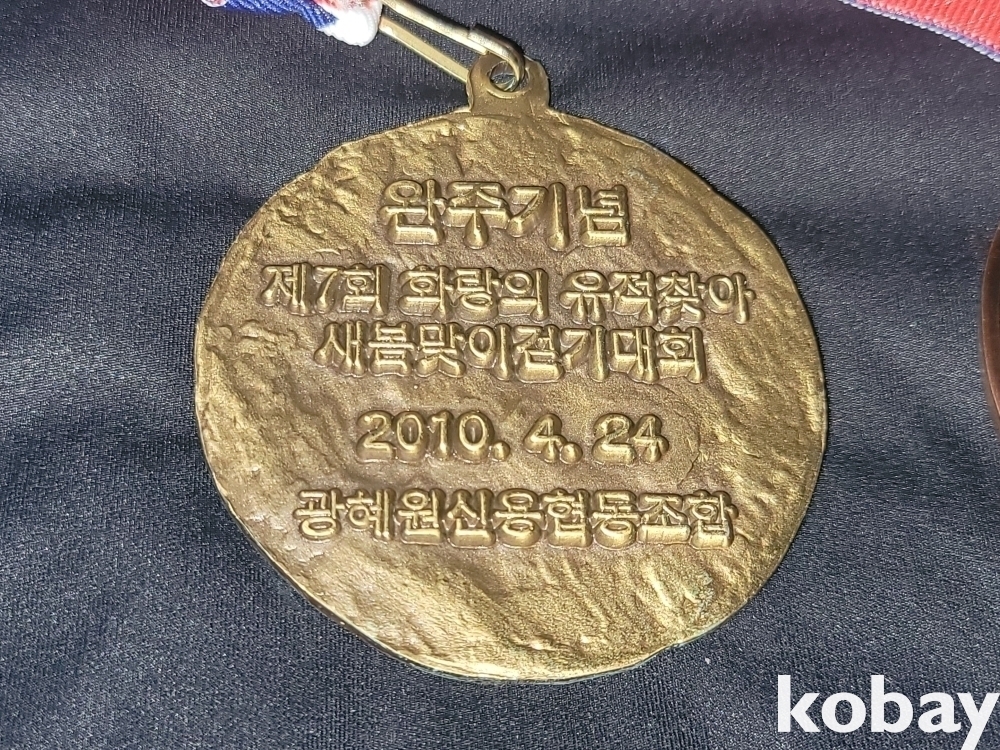 완주기념
제7회 화랑의 유적찾아
새봄맞이걷기대회
2010. 4. 24
광혜원신용협동조합
kobay